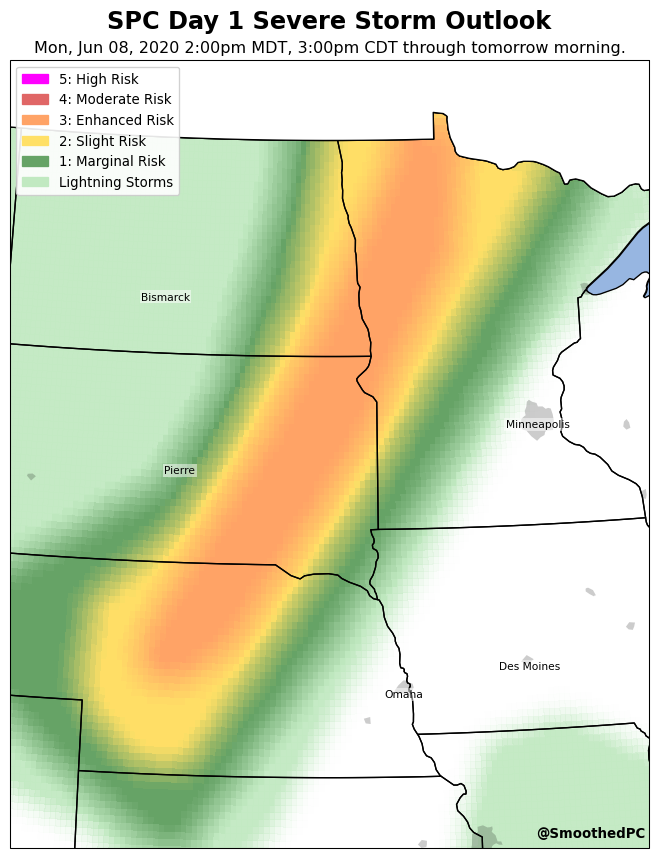 SPC Day 1 Severe Storm Outlook
Mon, Jun 08, 2020 2:00pm MDT, 3:00pm CDT through tomorrow morning.
5: High Risk
4: Moderate Risk
3: Enhanced Risk
2: Slight Risk
1: Marginal Risk
Lightning Storms
Bismarck
Minneapolis
Pierre
Des Moines
Omaha
@SmoothedPC